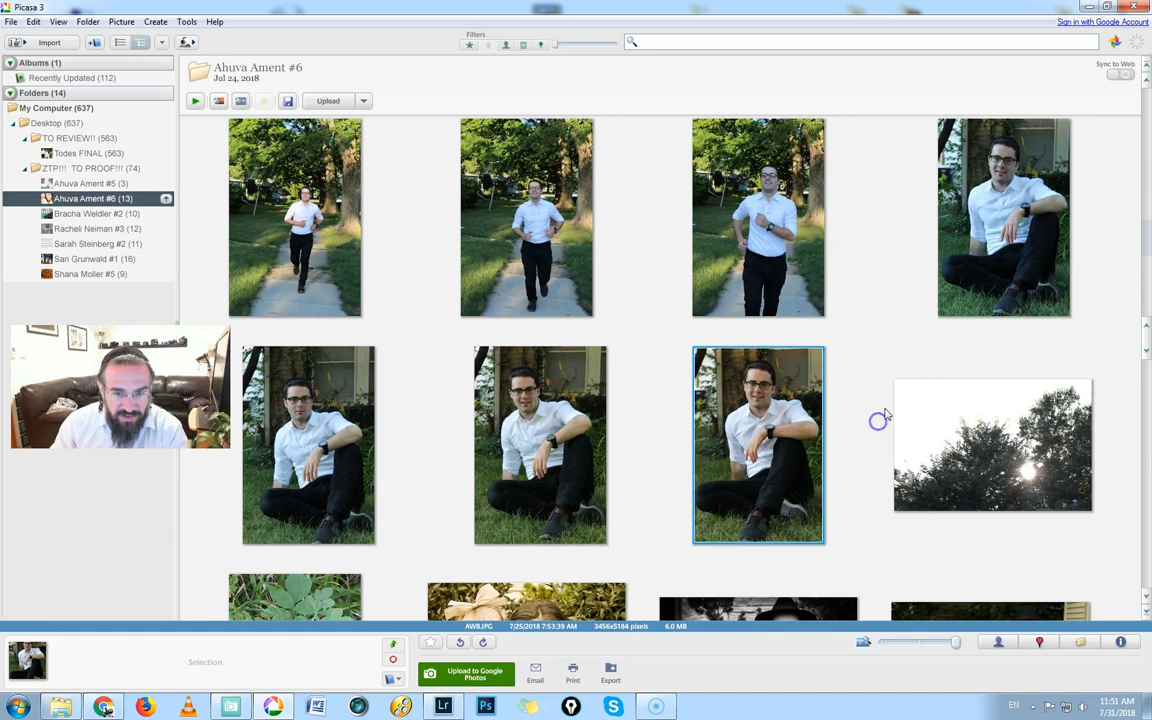 Picasa 3
File Edit View Folder Picture Create Tools Help
Sign in with Google Account
Import
Filters
Albums (1)
Recently Updated (112)
Folders (14)
My Computer (637)
Desktop (637)
TO REVIEW!! (563)
Todes FINAL (563)
ZTP!!! TO PROOF!!! (74)
Ahuva Ament #5 (3)
Ahuva Ament #6 (13)
Bracha Weldler #2 (10)
Racheli Neiman #3 (12)
Sarah Steinberg #2 (11)
Sari Grunwald #1 (16)
Shana Moller #5 (9)
Ahuva Ament #6
Jul 24, 2018
Sync to Web
Upload
AWB.JPG 7/25/2018 7:53:39 AM 3456x5184 pixels 6.0 MB
Selection
Upload to Google
Photos
Email
Print
Export
Lr
Ps
EN
11:51 AM
7/31/2018